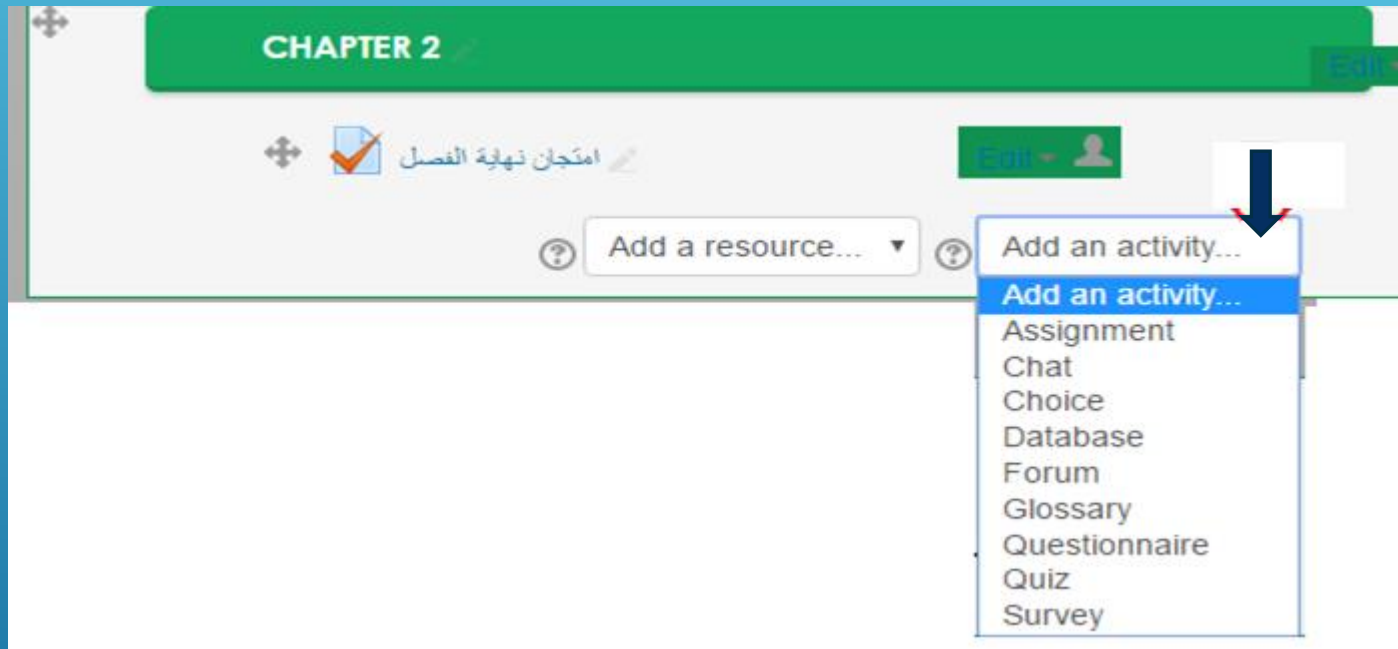 CHAPTER 2
Edit
امتحان نهاية الفصل
Edit
Add a resource...
Add an activity...
Add an activity...
Assignment
Chat
Choice
Database
Forum
Glossary
Questionnaire
Quiz
Survey